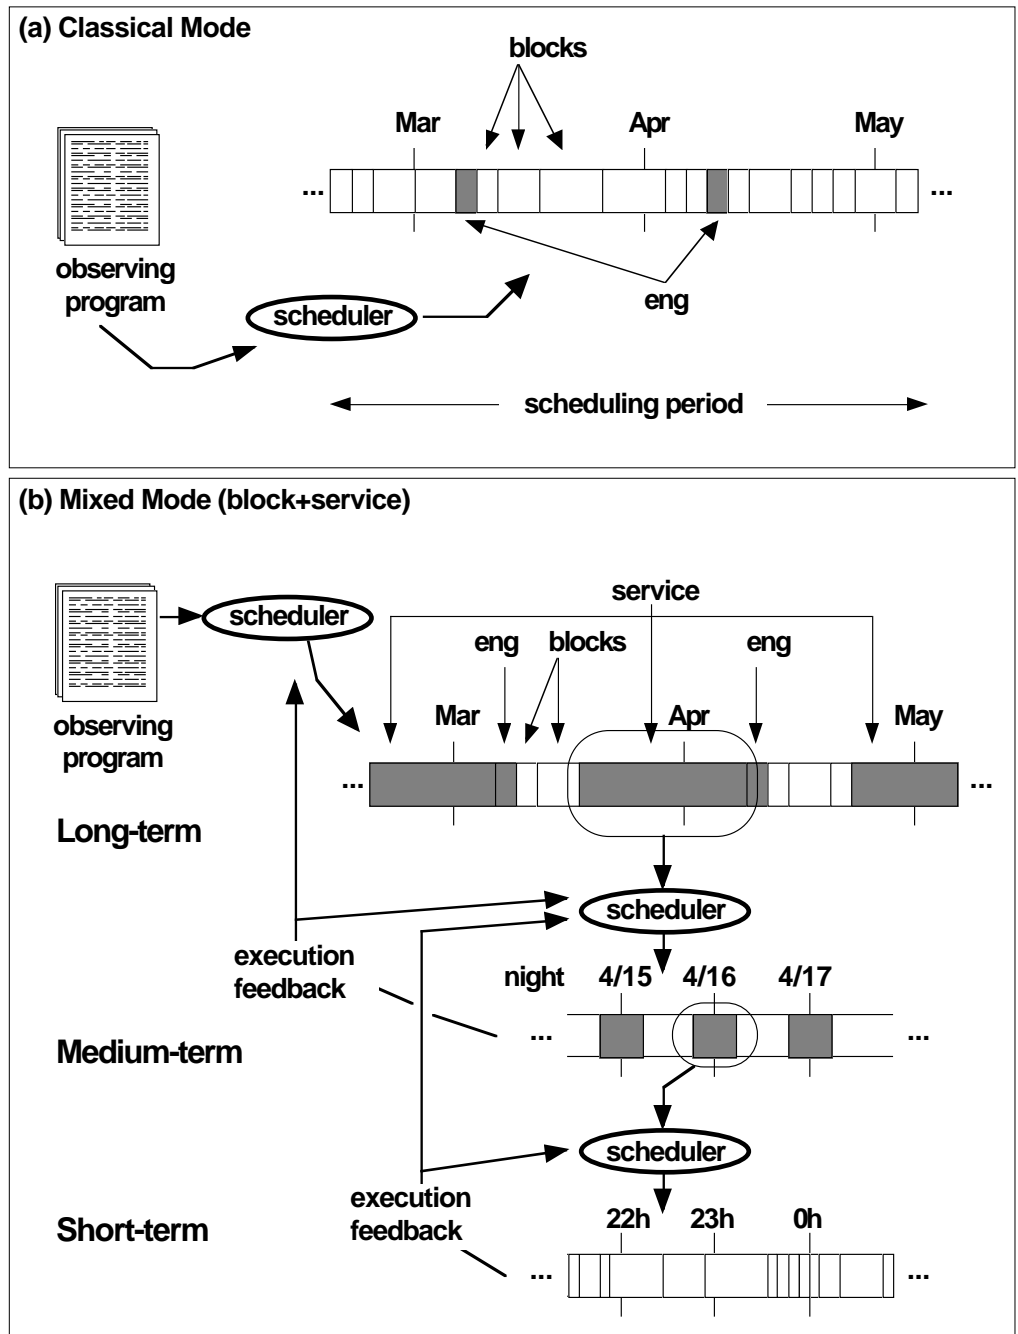 (a) Classical Mode
blocks
Mar Apr May
... ...
observing
program
eng
scheduler
scheduling period
(b) Mixed Mode (block+service)
service
scheduler
eng blocks eng
observing
program
Mar Apr May
... ...
Long-term
scheduler
execution
feedback
night 4/15 4/16 4/17
... ...
Medium-term
scheduler
execution
feedback
Short-term
22h 23h 0h
... ...